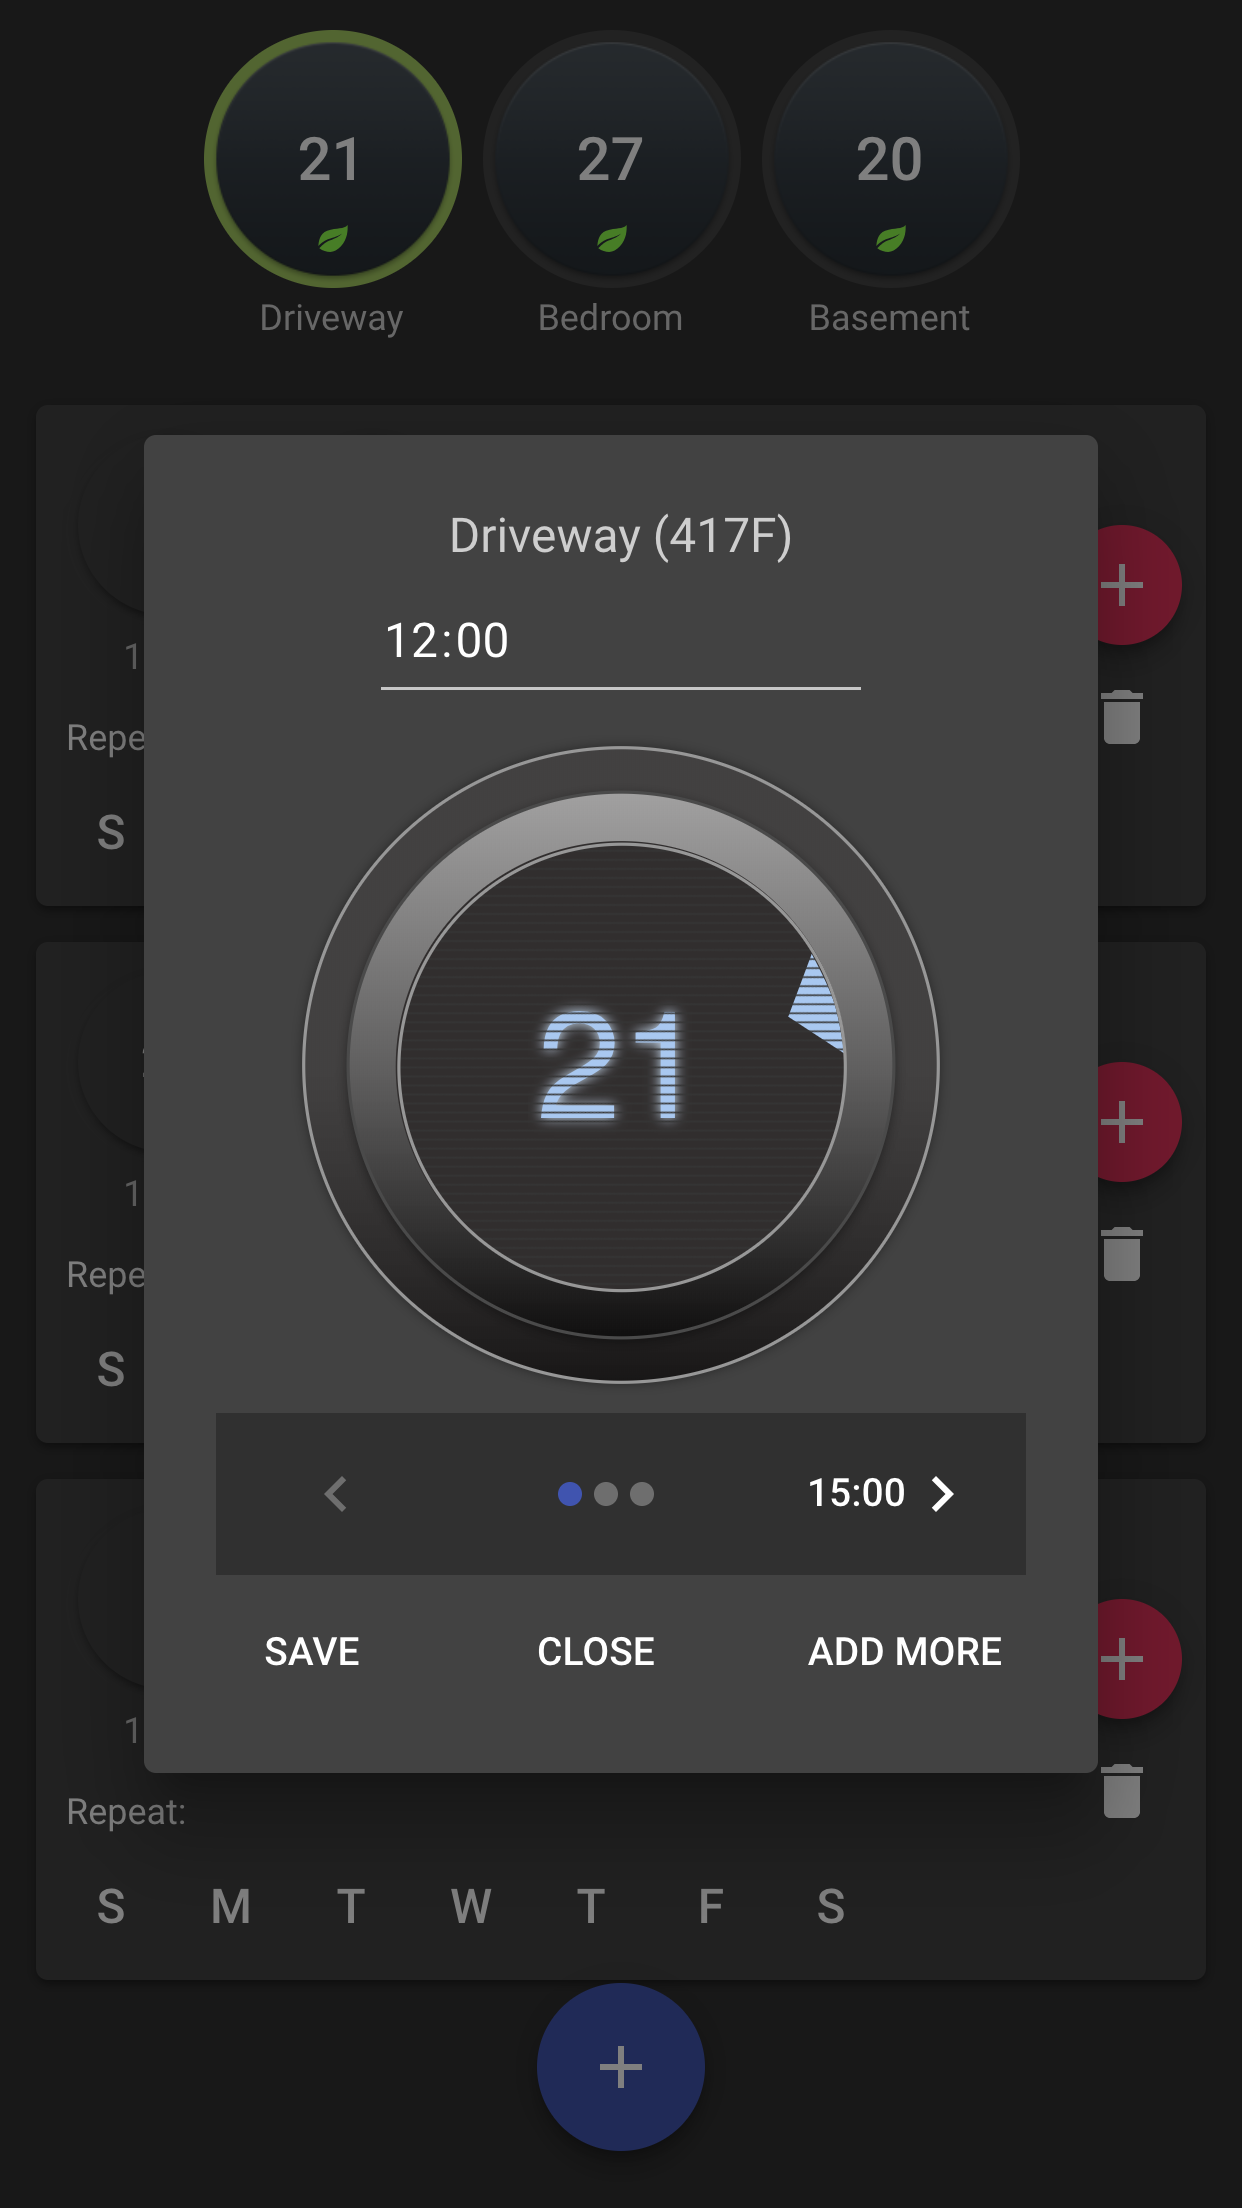 21 27 20
Driveway Bedroom Basement
Driveway (417F)
12:00
21
15:00
SAVE CLOSE ADD MORE
1
Repe
S
1
Repe
S
1
Repeat:
S M T W T F S